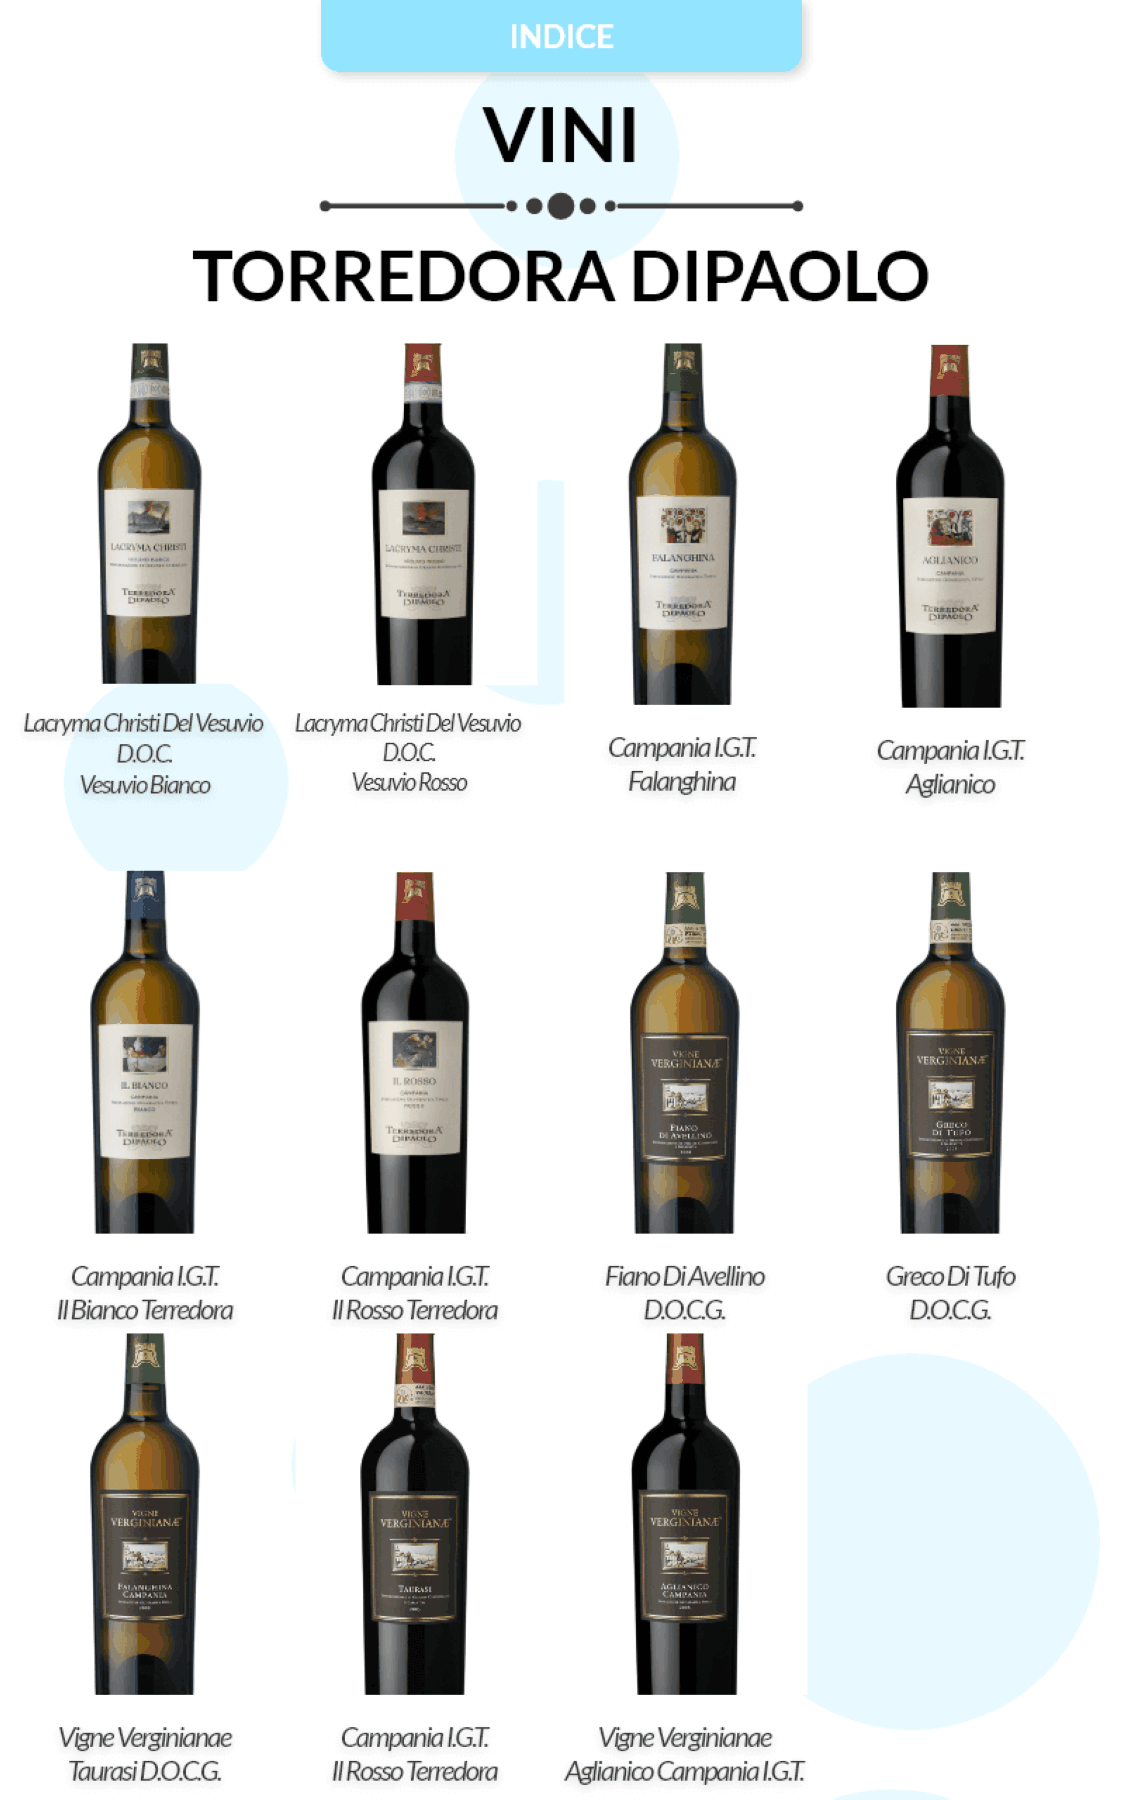 INDICE
VINI
TORREDORA DIPAOLO
LACRYMA CHRISTI
TERREDORA
DIPAOLO
LACRYMA CHRISTI
TERREDORA
DIPAOLO
FALANGHINA
CAMPANIA
TERREDORA
DIPAOLO
AGLIANICO
CAMPANIA
TERREDORA
DIPAOLO
Lacryma Christi Del Vesuvio
D.O.C.
Vesuvio Bianco
Lacryma Christi Del Vesuvio
D.O.C.
Vesuvio Rosso
Campania I.G.T.
Falanghina
Campania I.G.T.
Aglianico
IL BIANCO
CAMPANIA
BIANCO
TERREDORA
DIPAOLO
IL ROSSO
CAMPANIA
ROSSO
TERREDORA
DIPAOLO
VIGNE
VERGINIANÆ
FIANO
DI AVELLINO
VIGNE
VERGINIANÆ
GRECO
DI TUFO
Campania I.G.T.
Il Bianco Terredora
Campania I.G.T.
Il Rosso Terredora
Fiano Di Avellino
D.O.C.G.
Greco Di Tufo
D.O.C.G.
VIGNE
VERGINIANÆ
FALANGHINA
CAMPANIA
VIGNE
VERGINIANÆ
TAURASI
VIGNE
VERGINIANÆ
AGLIANICO
CAMPANIA
Vigne Verginianae
Taurasi D.O.C.G.
Campania I.G.T.
Il Rosso Terredora
Vigne Verginianae
Aglianico Campania I.G.T.